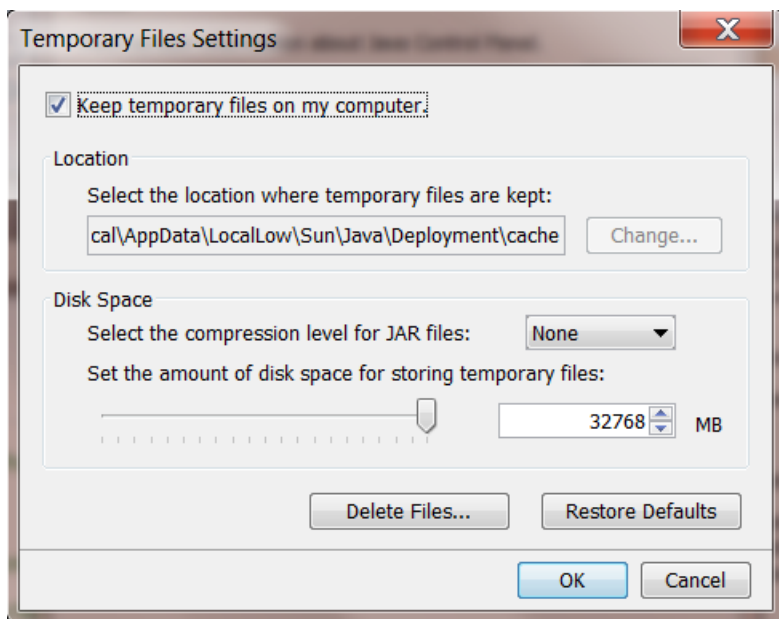 Temporary Files Settings
Keep temporary files on my computer.
Location
Select the location where temporary files are kept:
cal\AppData\LocalLow\Sun\Java\Deployment\cache
Change...
Disk Space
Select the compression level for JAR files:
None
Set the amount of disk space for storing temporary files:
32768
MB
Delete Files...
Restore Defaults
OK
Cancel